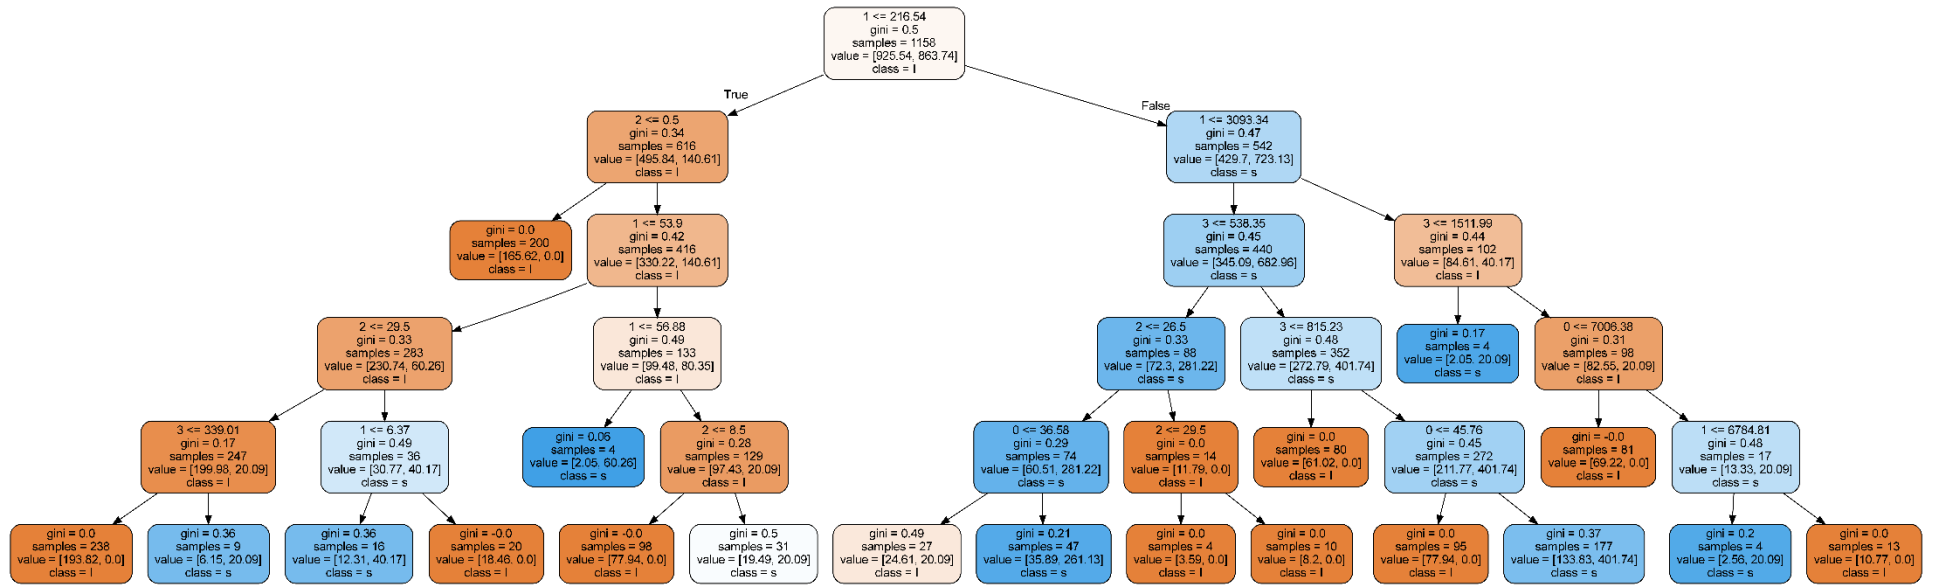 1 <= 216.54
gini = 0.5
samples = 1158
value = [925.54, 863.74]
class = l
True
False
2 <= 0.5
gini = 0.34
samples = 616
value = [495.84, 140.61]
class = l
1 <= 3093.34
gini = 0.47
samples = 542
value = [429.7, 723.13]
class = s
gini = 0.0
samples = 200
value = [165.62, 0.0]
class = l
1 <= 53.9
gini = 0.42
samples = 416
value = [330.22, 140.61]
class = l
3 <= 538.35
gini = 0.45
samples = 440
value = [345.09, 682.96]
class = s
3 <= 1511.99
gini = 0.44
samples = 102
value = [84.61, 40.17]
class = l
2 <= 29.5
gini = 0.33
samples = 283
value = [230.74, 60.26]
class = l
1 <= 56.88
gini = 0.49
samples = 133
value = [99.48, 80.35]
class = l
2 <= 26.5
gini = 0.33
samples = 88
value = [72.3, 281.22]
class = s
3 <= 815.23
gini = 0.48
samples = 352
value = [272.79, 401.74]
class = s
gini = 0.17
samples = 4
value = [2.05, 20.09]
class = s
0 <= 7006.38
gini = 0.31
samples = 98
value = [82.55, 20.09]
class = l
3 <= 339.01
gini = 0.17
samples = 247
value = [199.98, 20.09]
class = l
1 <= 6.37
gini = 0.49
samples = 36
value = [30.77, 40.17]
class = s
gini = 0.06
samples = 4
value = [2.05, 60.26]
class = s
2 <= 8.5
gini = 0.28
samples = 129
value = [97.43, 20.09]
class = l
0 <= 36.58
gini = 0.29
samples = 74
value = [60.51, 281.22]
class = s
2 <= 29.5
gini = 0.0
samples = 14
value = [11.79, 0.0]
class = l
gini = 0.0
samples = 80
value = [61.02, 0.0]
class = l
0 <= 45.76
gini = 0.45
samples = 272
value = [211.77, 401.74]
class = s
gini = -0.0
samples = 81
value = [69.22, 0.0]
class = l
1 <= 6784.81
gini = 0.48
samples = 17
value = [13.33, 20.09]
class = s
gini = 0.0
samples = 238
value = [193.82, 0.0]
class = l
gini = 0.36
samples = 9
value = [6.15, 20.09]
class = s
gini = 0.36
samples = 16
value = [12.31, 40.17]
class = s
gini = -0.0
samples = 20
value = [18.46, 0.0]
class = l
gini = -0.0
samples = 98
value = [77.94, 0.0]
class = l
gini = 0.5
samples = 31
value = [19.49, 20.09]
class = s
gini = 0.49
samples = 27
value = [24.61, 20.09]
class = l
gini = 0.21
samples = 47
value = [35.89, 261.13]
class = s
gini = 0.0
samples = 4
value = [3.59, 0.0]
class = l
gini = 0.0
samples = 10
value = [8.2, 0.0]
class = l
gini = 0.0
samples = 95
value = [77.94, 0.0]
class = l
gini = 0.37
samples = 177
value = [133.83, 401.74]
class = s
gini = 0.2
samples = 4
value = [2.56, 20.09]
class = s
gini = 0.0
samples = 13
value = [10.77, 0.0]
class = l